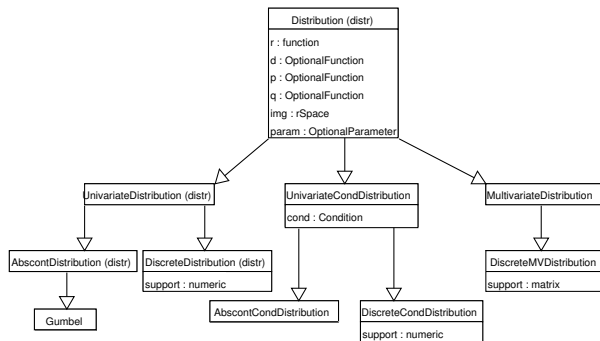 Distribution (distr)
r : function
d : OptionalFunction
p : OptionalFunction
q : OptionalFunction
img : rSpace
param : OptionalParameter
UnivariateDistribution (distr)
UnivariateCondDistribution
cond : Condition
MultivariateDistribution
AbscontDistribution (distr)
DiscreteDistribution (distr)
support : numeric
DiscreteMVDistribution
support : matrix
Gumbel
AbscontCondDistribution
DiscreteCondDistribution
support : numeric